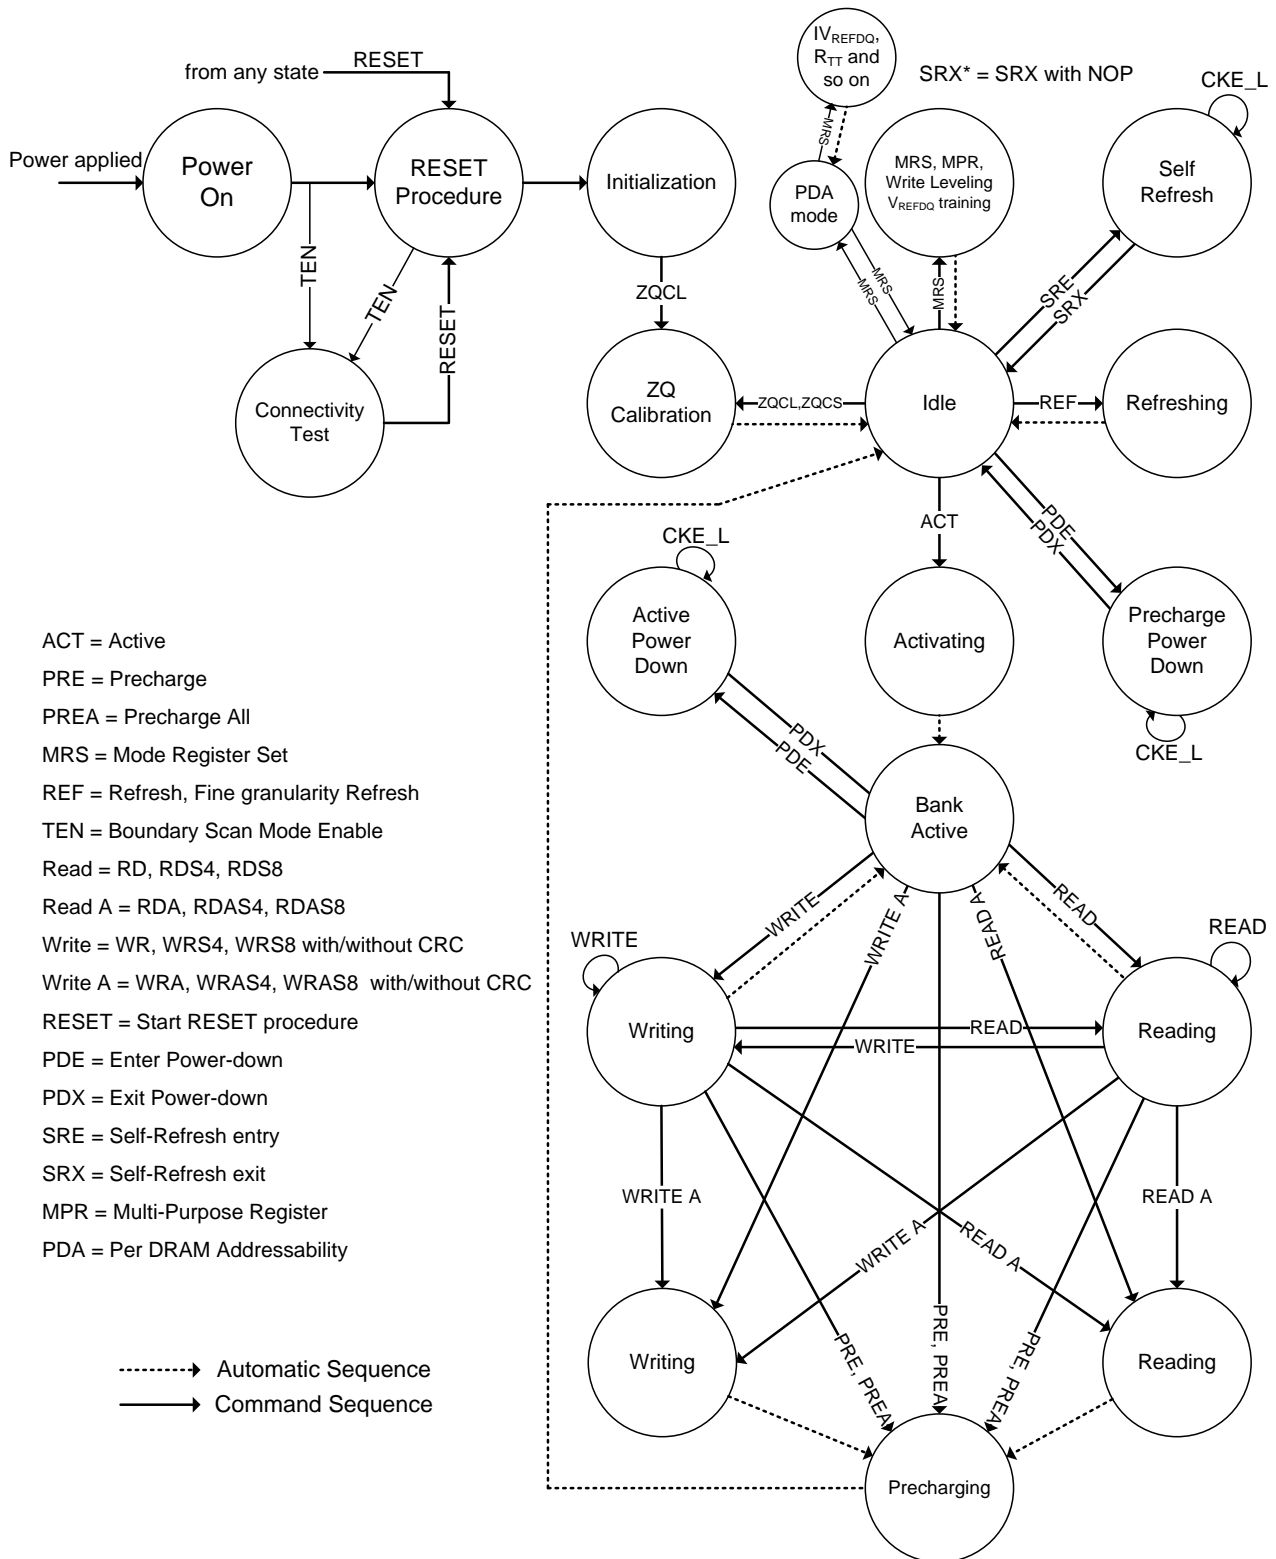 from any state
RESET
Power applied
Power
On
RESET
Procedure
Initialization
IVREFDQ,
RTT and
so on
SRX* = SRX with NOP
CKE_L
MRS
PDA
mode
MRS, MPR,
Write Leveling
VREFDQ training
Self
Refresh
TEN
TEN
RESET
ZQCL
MRS
MRS
MRS
SRE
SRX
Connectivity
Test
ZQ
Calibration
ZQCL,ZQCS
Idle
REF
Refreshing
ACT
PDE
PDX
CKE_L
Active
Power
Down
Activating
Precharge
Power
Down
CKE_L
PDX
PDE
Bank
Active
ACT = Active
PRE = Precharge
PREA = Precharge All
MRS = Mode Register Set
REF = Refresh, Fine granularity Refresh
TEN = Boundary Scan Mode Enable
Read = RD, RDS4, RDS8
Read A = RDA, RDAS4, RDAS8
Write = WR, WRS4, WRS8 with/without CRC
Write A = WRA, WRAS4, WRAS8 with/without CRC
RESET = Start RESET procedure
PDE = Enter Power-down
PDX = Exit Power-down
SRE = Self-Refresh entry
SRX = Self-Refresh exit
MPR = Multi-Purpose Register
PDA = Per DRAM Addressability
WRITE
WRITE
WRITE A
READ A
READ
READ
Writing
READ
WRITE
Reading
WRITE A
WRITE A
READ A
READ A
Writing
PRE, PREA
PRE, PREA
PRE, PREA
Reading
Precharging
Automatic Sequence
Command Sequence